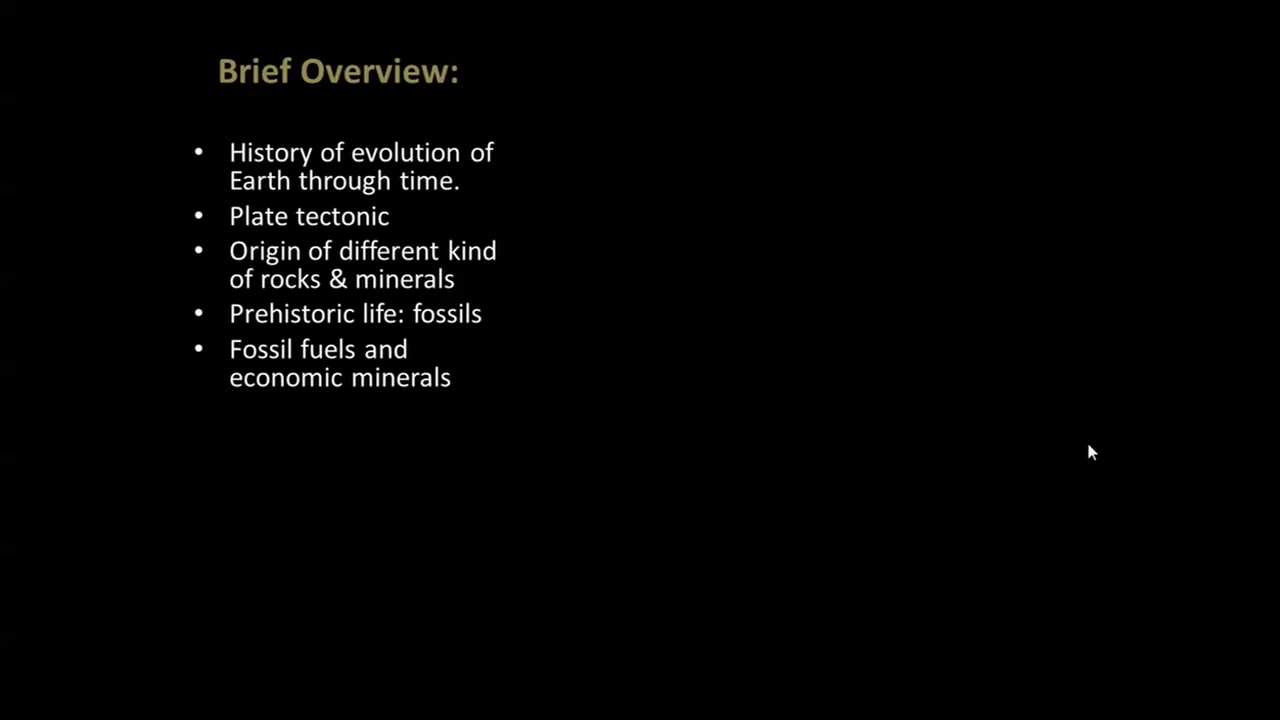 Brief Overview:
• History of evolution of
Earth through time.
• Plate tectonic
• Origin of different kind
of rocks & minerals
• Prehistoric life: fossils
• Fossil fuels and
economic minerals